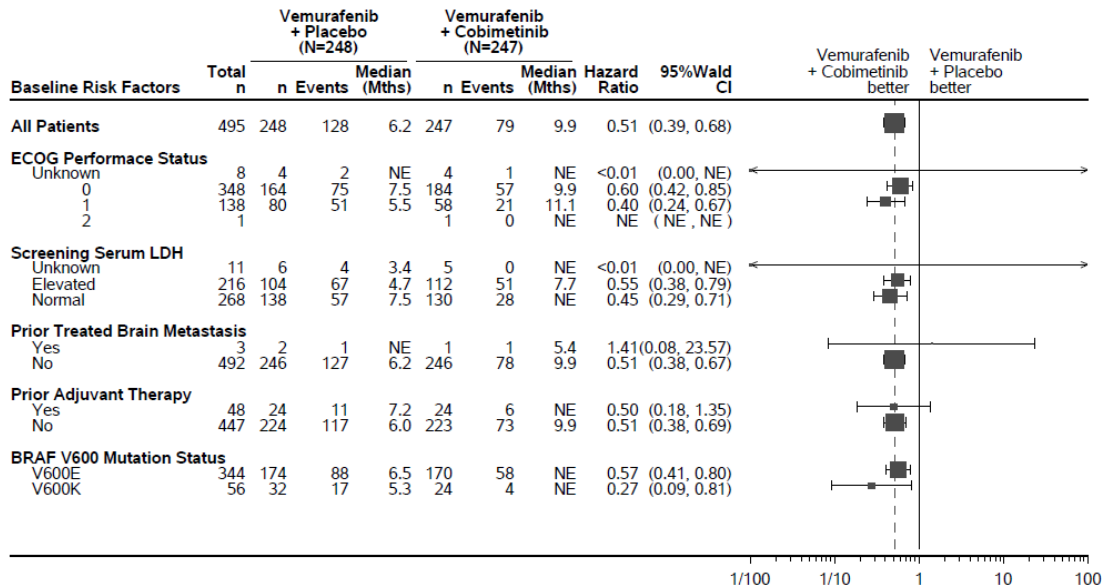 Vemurafenib + Placebo (N=248) Vemurafenib + Cobimetinib (N=247)
Baseline Risk Factors Total n n Events Median (Mths) n Events Median (Mths) Hazard Ratio 95%Wald CI Vemurafenib + Cobimetinib better Vemurafenib + Placebo better
All Patients 495 248 128 6.2 247 79 9.9 0.51 (0.39, 0.68)
ECOG Performace Status
Unknown 8 4 2 NE 4 1 NE <0.01 (0.00, NE)
0 348 164 75 7.5 184 57 9.9 0.60 (0.42, 0.85)
1 138 80 51 5.5 58 21 11.1 0.40 (0.24, 0.67)
2 1 1 0 NE NE ( NE , NE )
Screening Serum LDH
Unknown 11 6 4 3.4 5 0 NE <0.01 (0.00, NE)
Elevated 216 104 67 4.7 112 51 7.7 0.55 (0.38, 0.79)
Normal 268 138 57 7.5 130 28 NE 0.45 (0.29, 0.71)
Prior Treated Brain Metastasis
Yes 3 2 1 NE 1 1 5.4 1.41(0.08, 23.57)
No 492 246 127 6.2 246 78 9.9 0.51 (0.38, 0.67)
Prior Adjuvant Therapy
Yes 48 24 11 7.2 24 6 NE 0.50 (0.18, 1.35)
No 447 224 117 6.0 223 73 9.9 0.51 (0.38, 0.69)
BRAF V600 Mutation Status
V600E 344 174 88 6.5 170 58 NE 0.57 (0.41, 0.80)
V600K 56 32 17 5.3 24 4 NE 0.27 (0.09, 0.81)
1/100 1/10 1 10 100